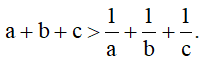 a + b + c > 1/a + 1/b + 1/c.